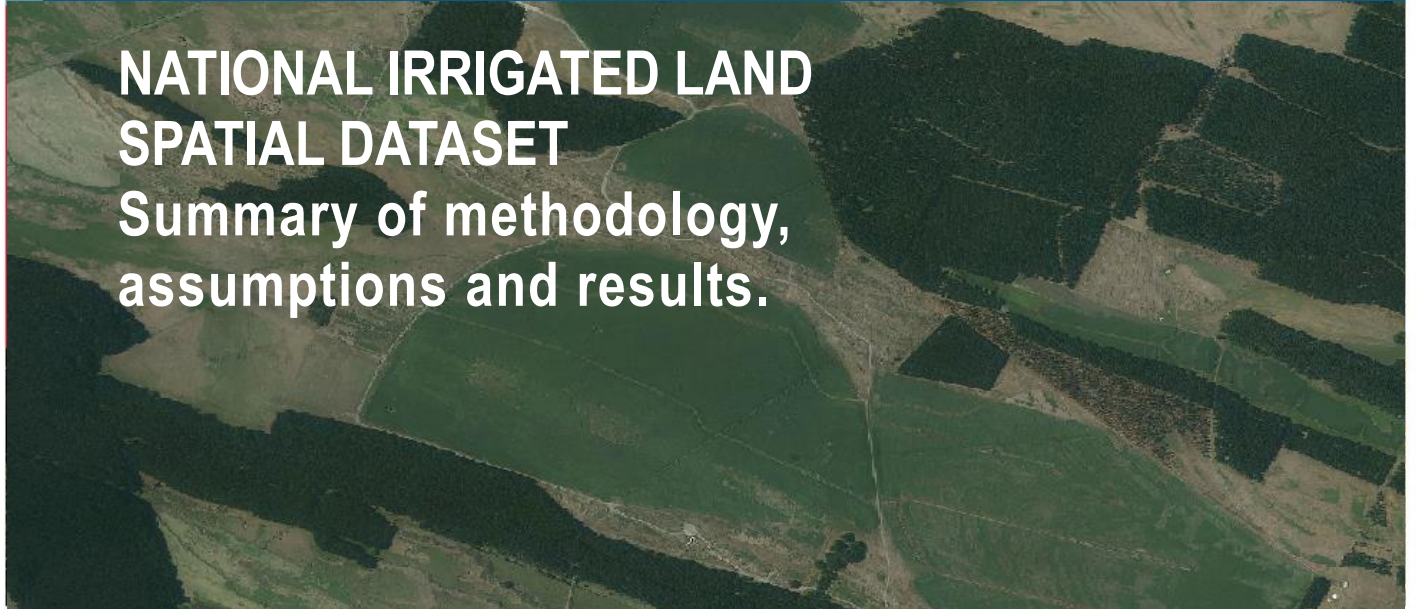 NATIONAL IRRIGATED LAND
SPATIAL DATASET
Summary of methodology,
assumptions and results.